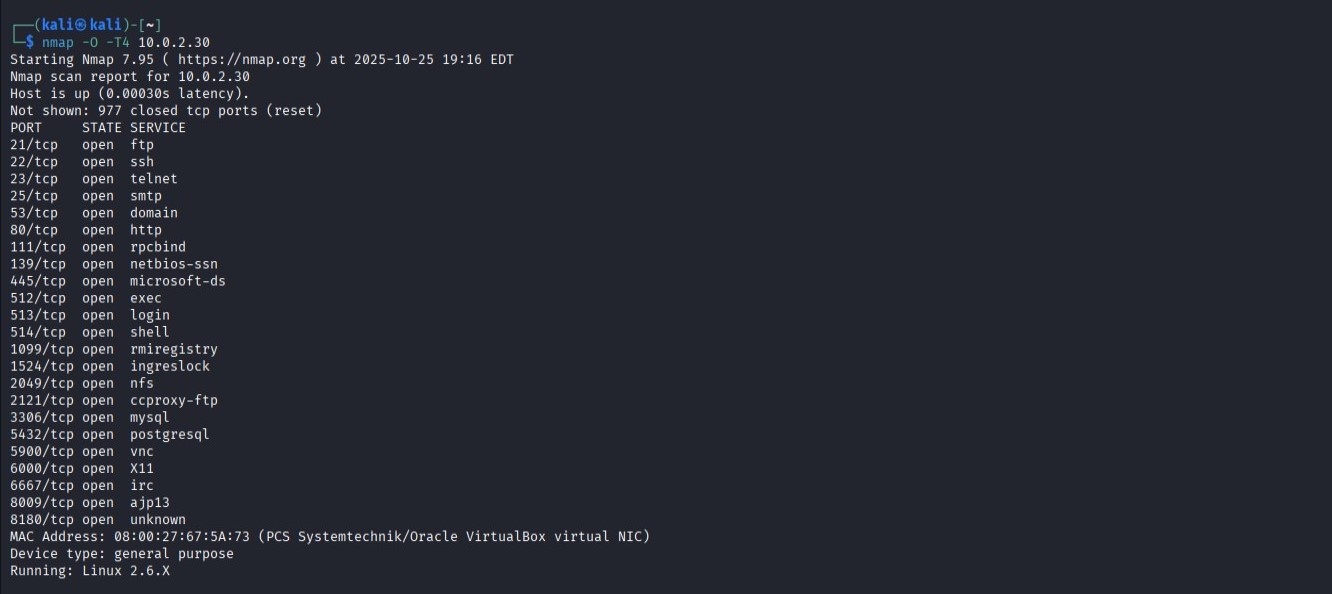 ┌──(kali㉿kali)-[~]
└─$ nmap -O -T4 10.0.2.30
Starting Nmap 7.95 ( https://nmap.org ) at 2025-10-25 19:16 EDT
Nmap scan report for 10.0.2.30
Host is up (0.00030s latency).
Not shown: 977 closed tcp ports (reset)
PORT     STATE SERVICE
21/tcp   open  ftp
22/tcp   open  ssh
23/tcp   open  telnet
25/tcp   open  smtp
53/tcp   open  domain
80/tcp   open  http
111/tcp  open  rpcbind
139/tcp  open  netbios-ssn
445/tcp  open  microsoft-ds
512/tcp  open  exec
513/tcp  open  login
514/tcp  open  shell
1099/tcp open  rmiregistry
1524/tcp open  ingreslock
2049/tcp open  nfs
2121/tcp open  ccproxy-ftp
3306/tcp open  mysql
5432/tcp open  postgresql
5900/tcp open  vnc
6000/tcp open  X11
6667/tcp open  irc
8009/tcp open  ajp13
8180/tcp open  unknown
MAC Address: 08:00:27:67:5A:73 (PCS Systemtechnik/Oracle VirtualBox virtual NIC)
Device type: general purpose
Running: Linux 2.6.X